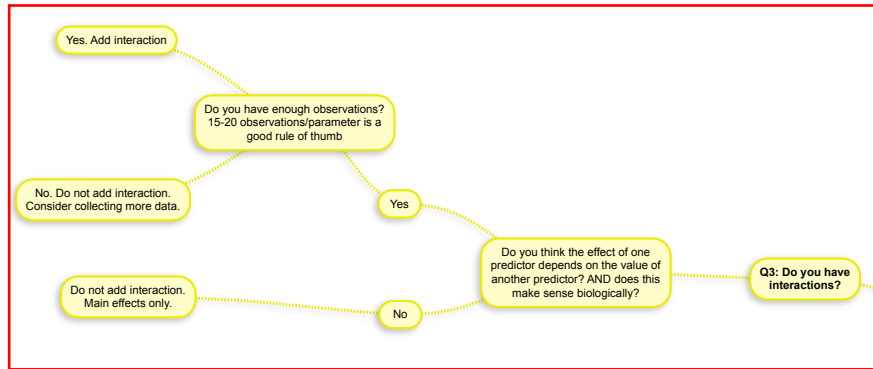 Yes. Add interaction
Do you have enough observations?
15-20 observations/parameter is a
good rule of thumb
No. Do not add interaction.
Consider collecting more data.
Yes
Do you think the effect of one
predictor depends on the value of
another predictor? AND does this
make sense biologically?
Q3: Do you have
interactions?
Do not add interaction.
Main effects only.
No